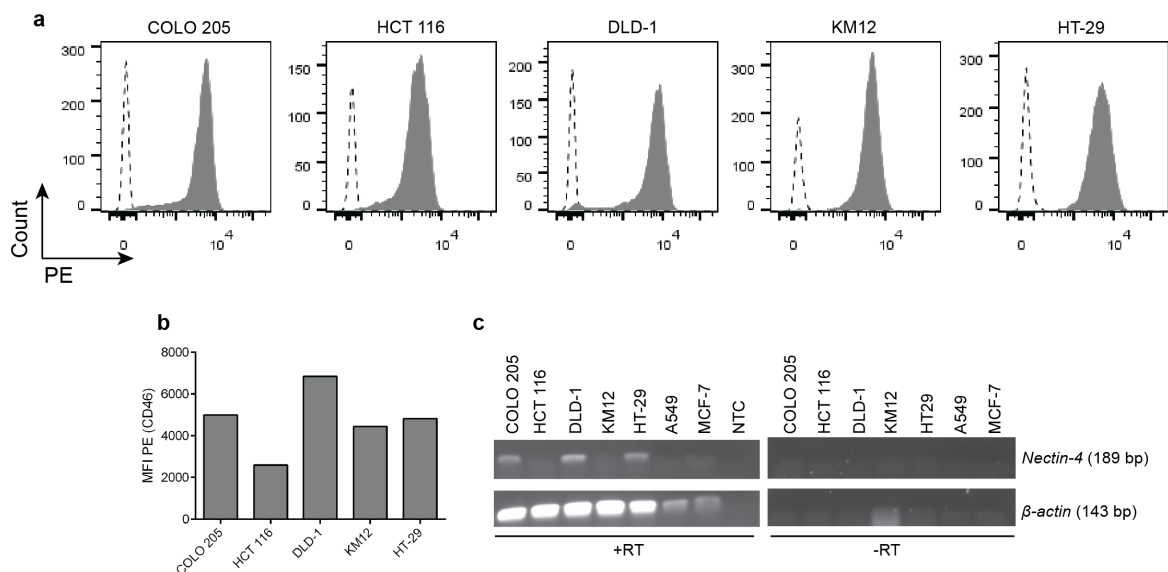 a
COLO 205
HCT 116
DLD-1
KM12
HT-29
300
200
100
0
0
10^4
150
100
50
0
0
10^4
200
150
100
50
0
0
10^4
300
200
100
0
0
10^4
300
200
100
0
0
10^4
Count
PE
b
MFI PE (CD46)
8000
6000
4000
2000
0
COLO 205
HCT 116
DLD-1
KM12
HT-29
c
COLO 205
HCT 116
DLD-1
KM12
HT-29
A549
MCF-7
NTC
COLO 205
HCT 116
DLD-1
KM12
HT29
A549
MCF-7
Nectin-4 (189 bp)
β-actin (143 bp)
+RT
-RT